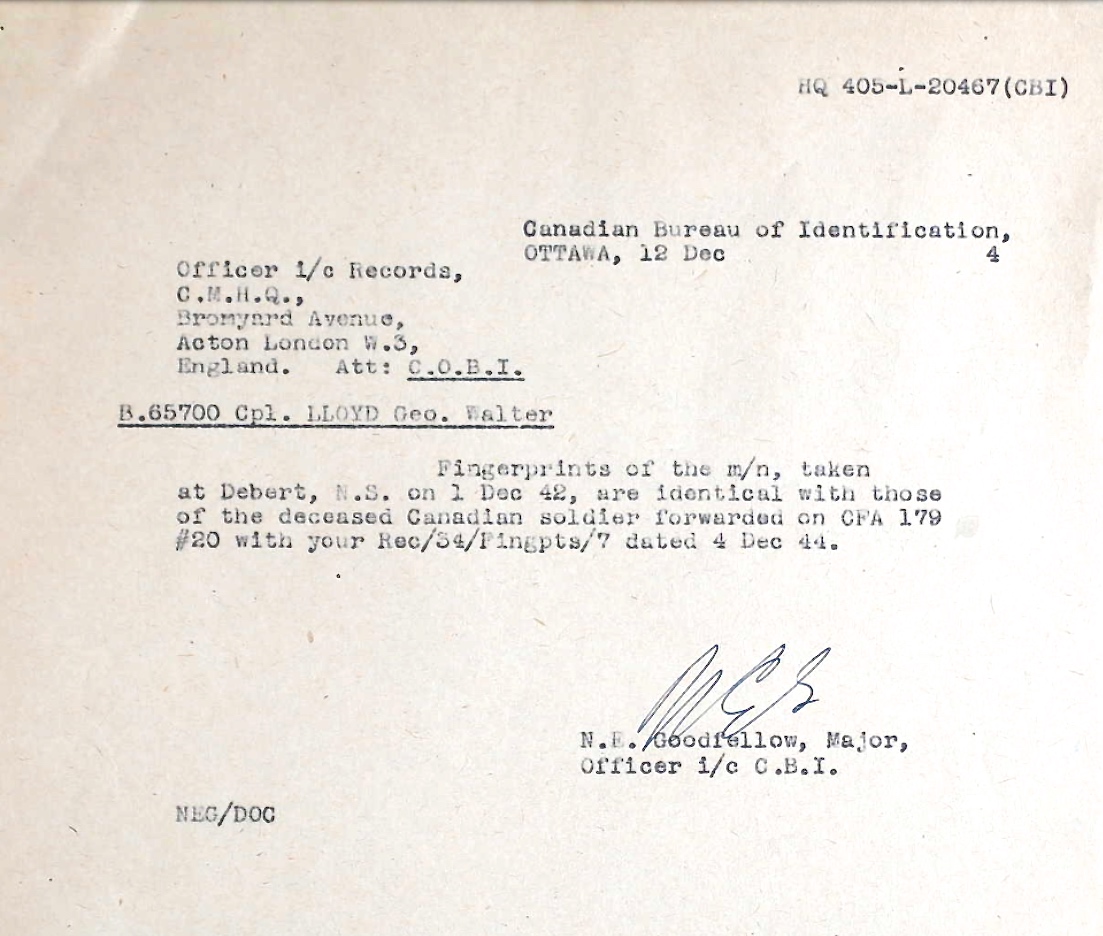 HQ 405-L-20467(CBI)
Canadian Bureau of Identification,
OTTAWA, 12 Dec 4
Officer i/c Records,
C.M.H.Q.,
Bromyard Avenue,
Acton London W.3,
England. Att: C.O.B.I.
B.65700 Cpl. LLOYD Geo. Walter
Fingerprints of the m/n, taken
at Debert, N.S. on 1 Dec 42, are identical with those
of the deceased Canadian soldier forwarded on CFA 179
#20 with your Rec/34/Fingpts/7 dated 4 Dec 44.
NEG
N.E. Goodfellow, Major,
Officer i/c C.B.I.
NEG/DOC